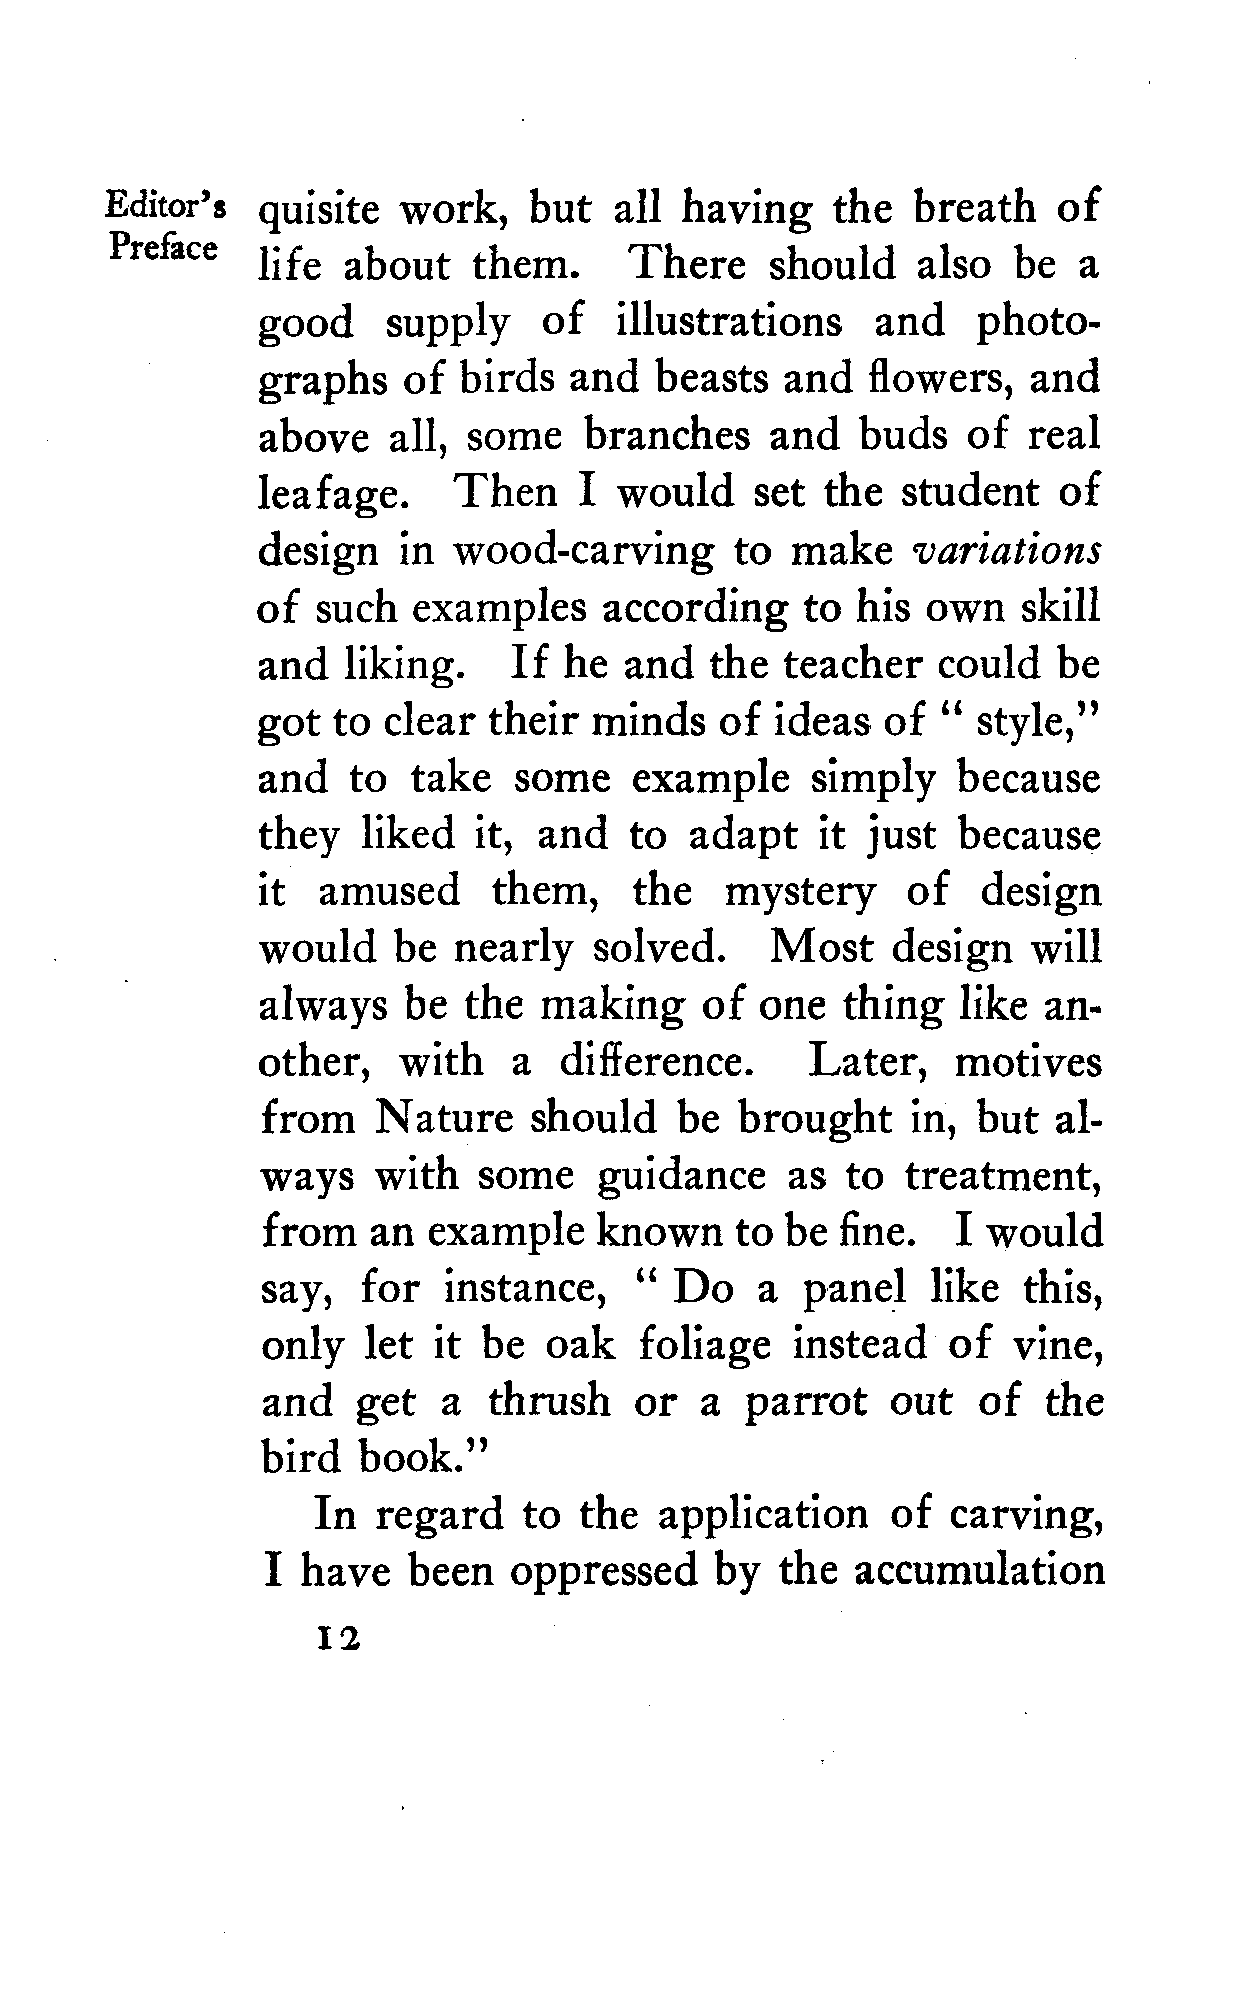 Editor's
Preface
quisite work, but all having the breath of
life about them. There should also be a
good supply of illustrations and photo-
graphs of birds and beasts and flowers, and
above all, some branches and buds of real
leafage. Then I would set the student of
design in wood-carving to make variations
of such examples according to his own skill
and liking. If he and the teacher could be
got to clear their minds of ideas of " style,"
and to take some example simply because
they liked it, and to adapt it just because
it amused them, the mystery of design
would be nearly solved. Most design will
always be the making of one thing like an-
other, with a difference. Later, motives
from Nature should be brought in, but al-
ways with some guidance as to treatment,
from an example known to be fine. I would
say, for instance, " Do a panel like this,
only let it be oak foliage instead of vine,
and get a thrush or a parrot out of the
bird book."
In regard to the application of carving,
I have been oppressed by the accumulation
12